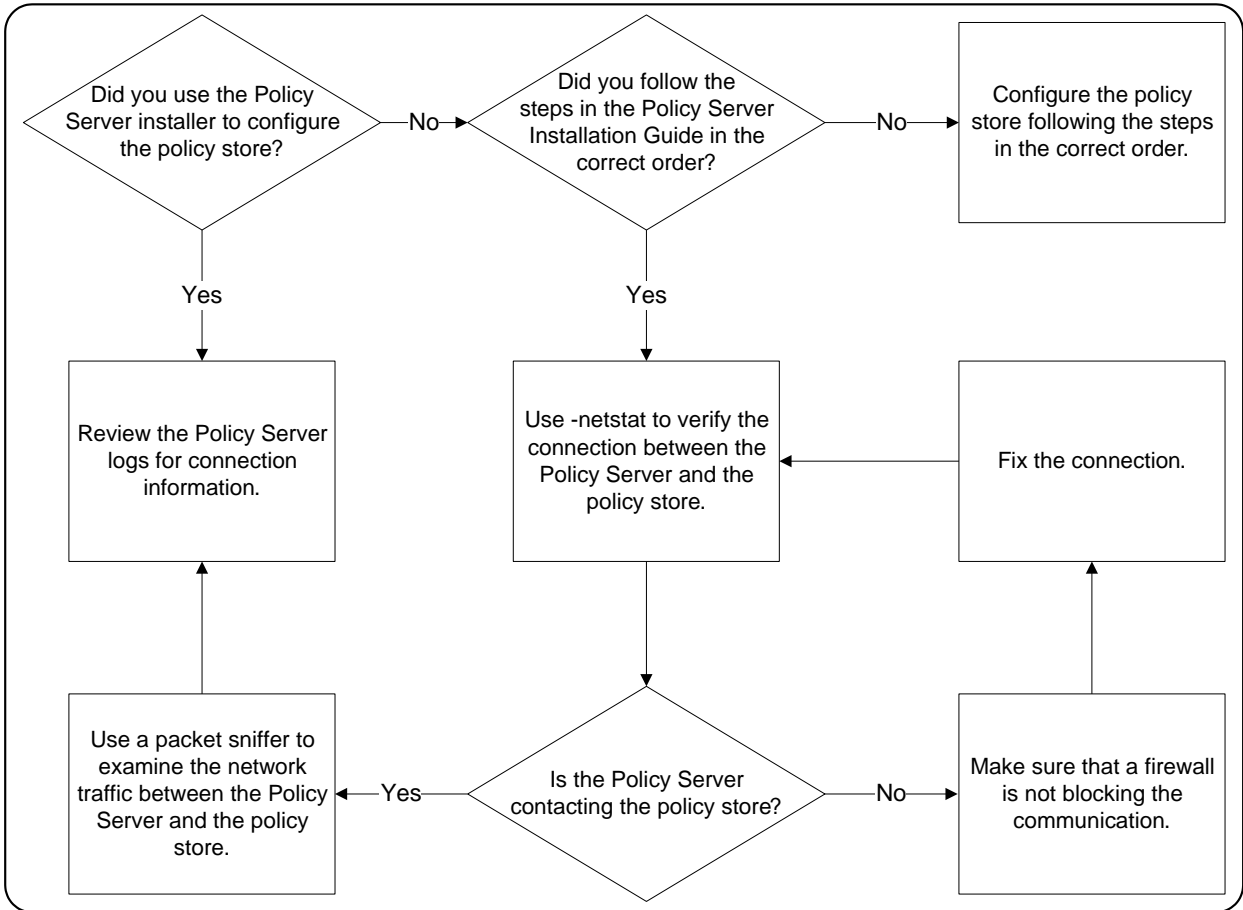 Did you use the Policy
Server installer to configure
the policy store?
No
Did you follow the
steps in the Policy Server
Installation Guide in the
correct order?
No
Configure the policy
store following the steps
in the correct order.
Yes
Yes
Review the Policy Server
logs for connection
information.
Use -netstat to verify the
connection between the
Policy Server and the
policy store.
Fix the connection.
Use a packet sniffer to
examine the network
traffic between the Policy
Server and the policy
store.
Yes
Is the Policy Server
contacting the policy store?
No
Make sure that a firewall
is not blocking the
communication.